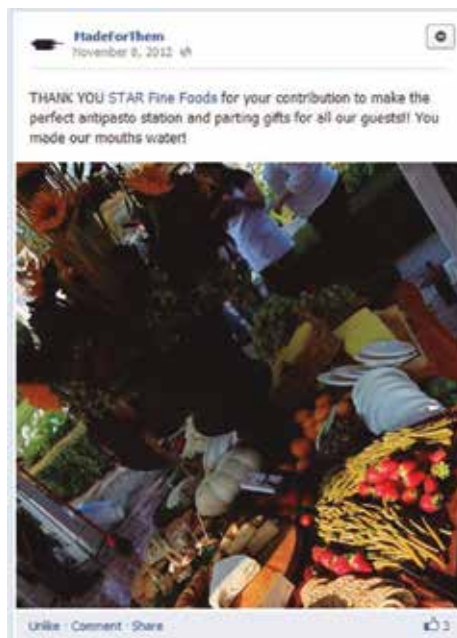 MadeForThem
November 8, 2012
THANK YOU STAR Fine Foods for your contribution to make the
perfect antipasto station and parting gifts for all our guests!! You
made our mouths water!
Unlike · Comment · Share
3